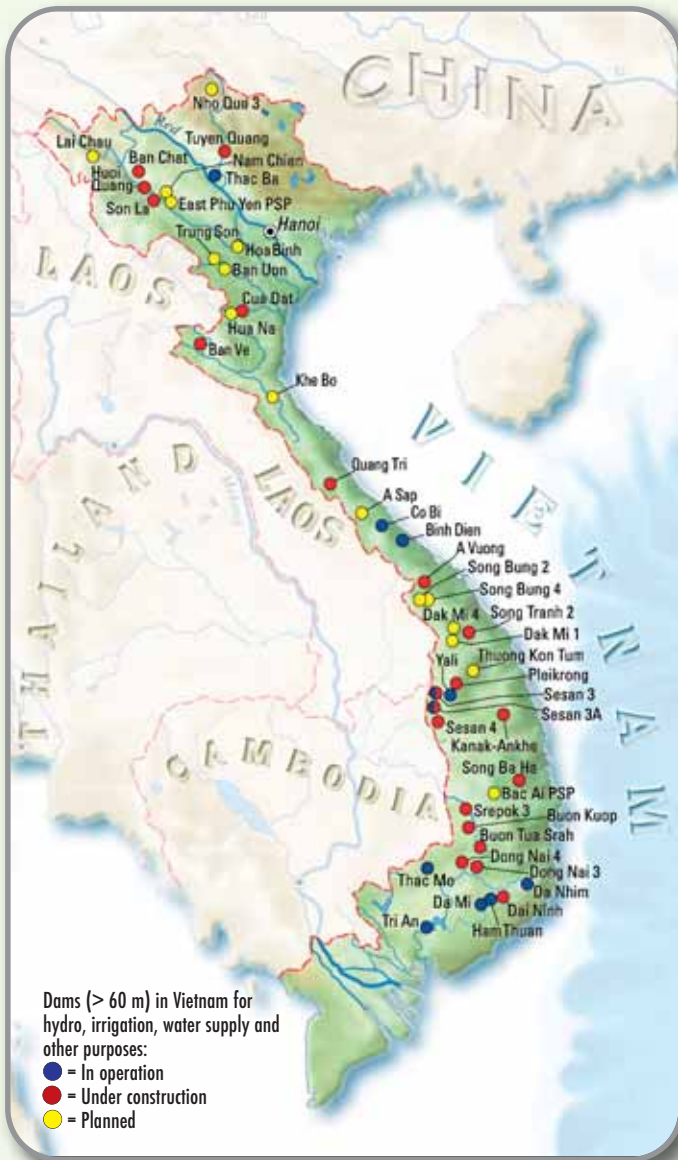 CHINA
Nho Que 3
Red
Lai Chau
Tuyen Quang
Ban Chat
Nam Chien
Huoi
Quang
Thac Ba
Son La
East Phu Yen PSP
Hanoi
Trung Son
HoaBinh
LAOS
Ban Uon
Cua Dat
Hua Na
Ban Ve
Khe Bo
VIETNAM
THAILAND
LAOS
Quang Tri
A Sap
Co Bi
Binh Dien
A Vuong
Song Bung 2
Song Bung 4
Dak Mi 4
Song Tranh 2
Dak Mi 1
Yali
Thuong Kon Tum
Pleikrong
Sesan 3
Sesan 3A
Sesan 4
Kanak-Ankhe
CAMBODIA
Song Ba Ha
Bac Ai PSP
Srepok 3
Buon Kuop
Buon Tua Srah
Dong Nai 4
Dong Nai 3
Thac Mo
Da Nhim
Da Mi
Dai Ninh
Tri An
Ham Thuan
Dams (> 60 m) in Vietnam for
hydro, irrigation, water supply and
other purposes:
= In operation
= Under construction
= Planned